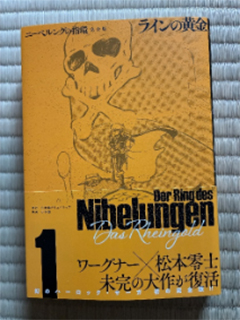 ニーベルングの指環
ラインの黄金
Der Ring des
Nibelungen
Das Rheingold
1
ワーグナー×松本零士
未完の大作が復活